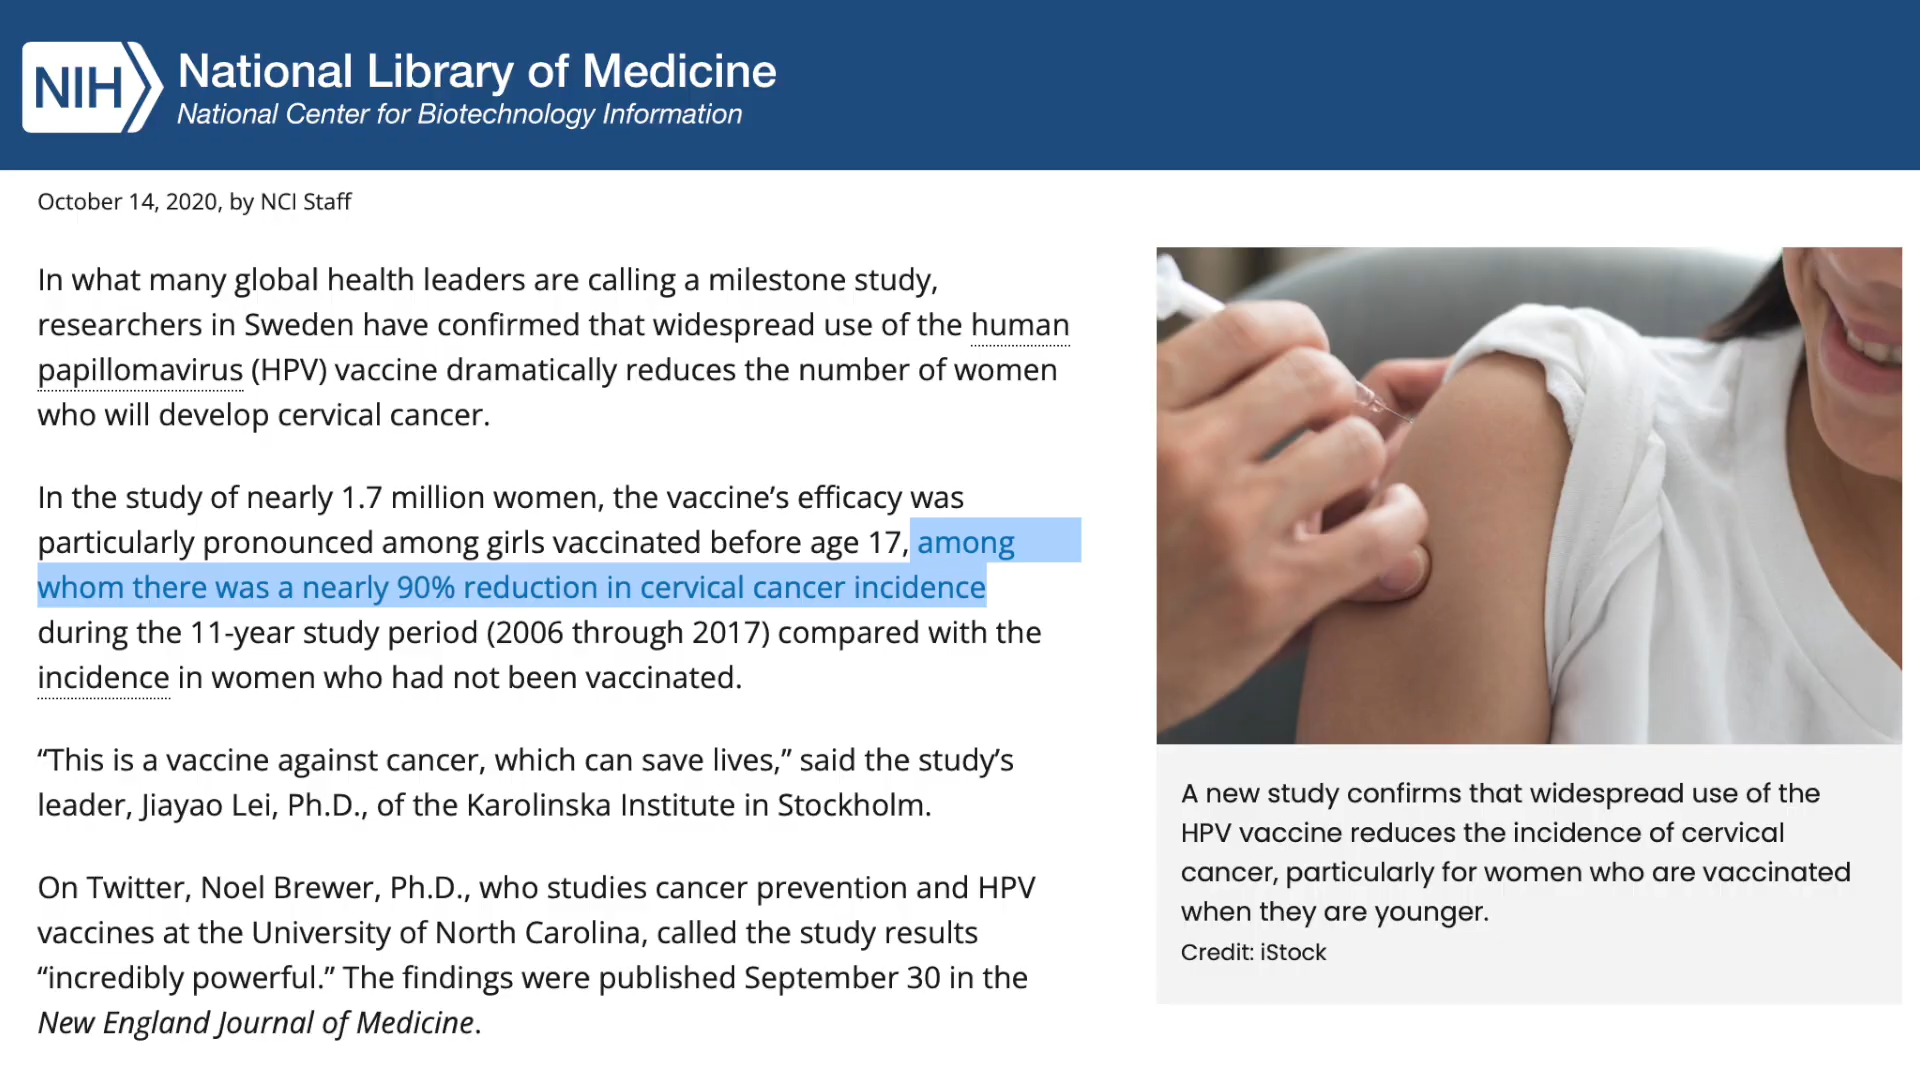 NIH National Library of Medicine
National Center for Biotechnology Information
October 14, 2020, by NCI Staff
In what many global health leaders are calling a milestone study,
researchers in Sweden have confirmed that widespread use of the human
papillomavirus (HPV) vaccine dramatically reduces the number of women
who will develop cervical cancer.
In the study of nearly 1.7 million women, the vaccine’s efficacy was
particularly pronounced among girls vaccinated before age 17, among
whom there was a nearly 90% reduction in cervical cancer incidence
during the 11-year study period (2006 through 2017) compared with the
incidence in women who had not been vaccinated.
“This is a vaccine against cancer, which can save lives,” said the study’s
leader, Jiayao Lei, Ph.D., of the Karolinska Institute in Stockholm.
On Twitter, Noel Brewer, Ph.D., who studies cancer prevention and HPV
vaccines at the University of North Carolina, called the study results
“incredibly powerful.” The findings were published September 30 in the
New England Journal of Medicine.
A new study confirms that widespread use of the
HPV vaccine reduces the incidence of cervical
cancer, particularly for women who are vaccinated
when they are younger.
Credit: iStock